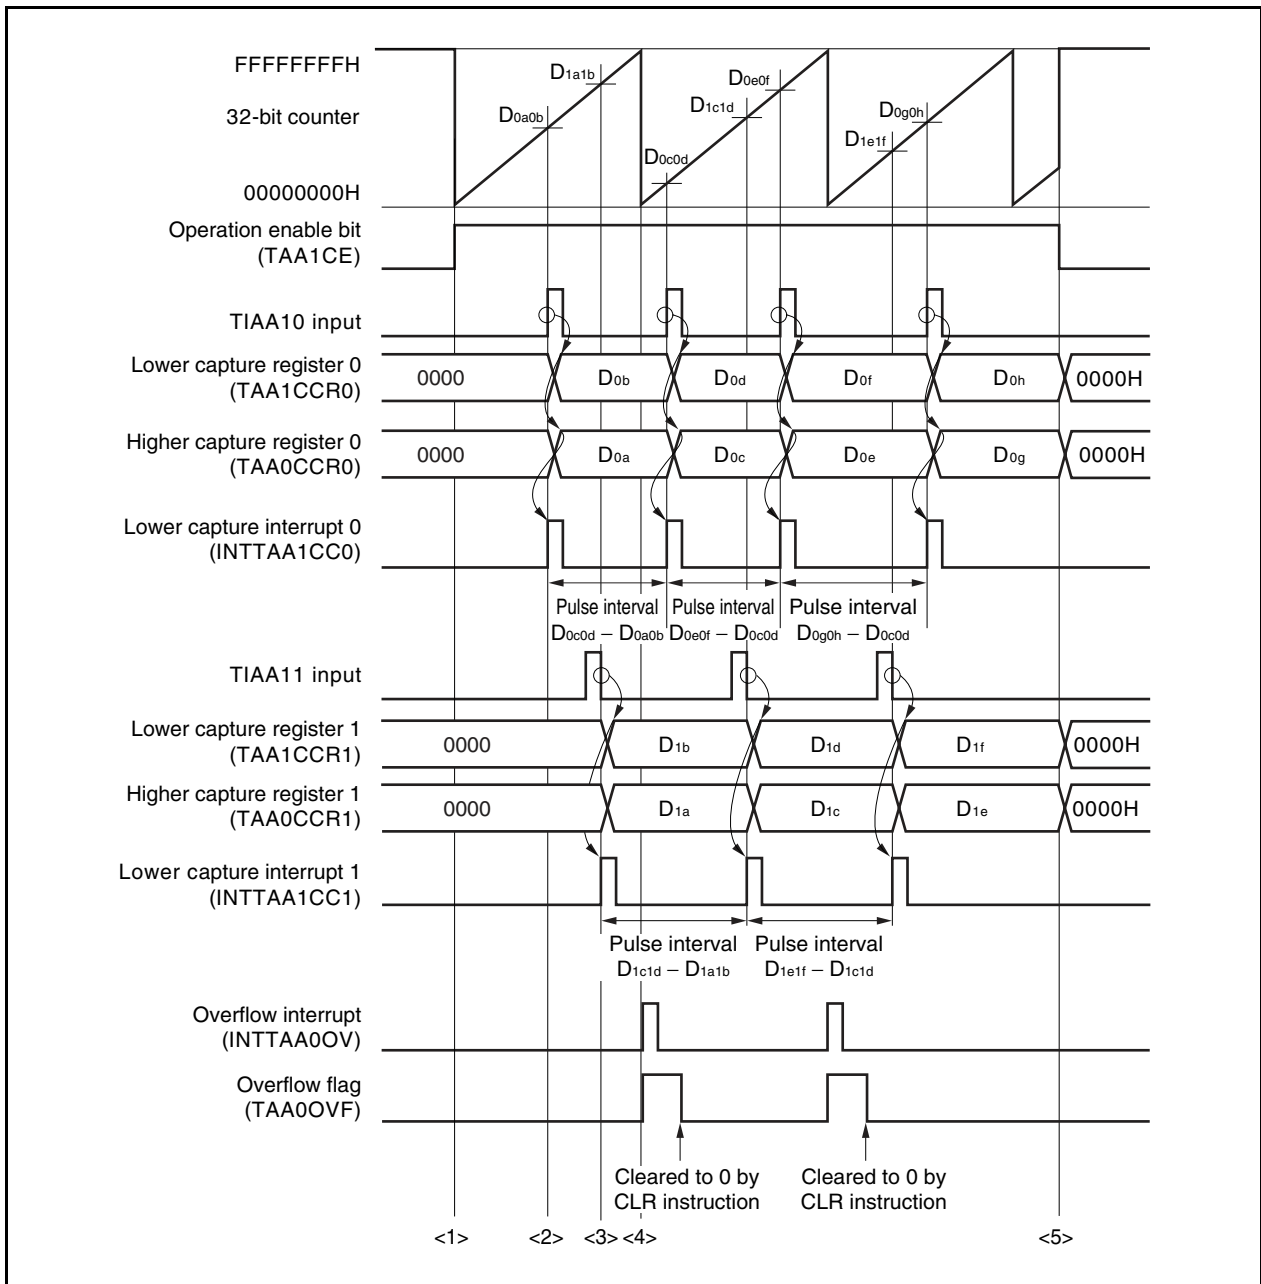 FFFFFFFFH
D1a1b
D0e0f
32-bit counter
D0a0b
D1c1d
D0g0h
D1e1f
D0c0d
00000000H
Operation enable bit
(TAA1CE)
TIAA10 input
Lower capture register 0
(TAA1CCR0)
0000 D0b D0d D0f D0h 0000H
Higher capture register 0
(TAA0CCR0)
0000 D0a D0c D0e D0g 0000H
Lower capture interrupt 0
(INTTAA1CC0)
Pulse interval Pulse interval Pulse interval
D0c0d – D0a0b D0e0f – D0c0d D0g0h – D0c0d
TIAA11 input
Lower capture register 1
(TAA1CCR1)
0000 D1b D1d D1f 0000H
Higher capture register 1
(TAA0CCR1)
0000 D1a D1c D1e 0000H
Lower capture interrupt 1
(INTTAA1CC1)
Pulse interval Pulse interval
D1c1d – D1a1b D1e1f – D1c1d
Overflow interrupt
(INTTAA0OV)
Overflow flag
(TAA0OVF)
Cleared to 0 by Cleared to 0 by
CLR instruction CLR instruction
<1> <2> <3> <4> <5>